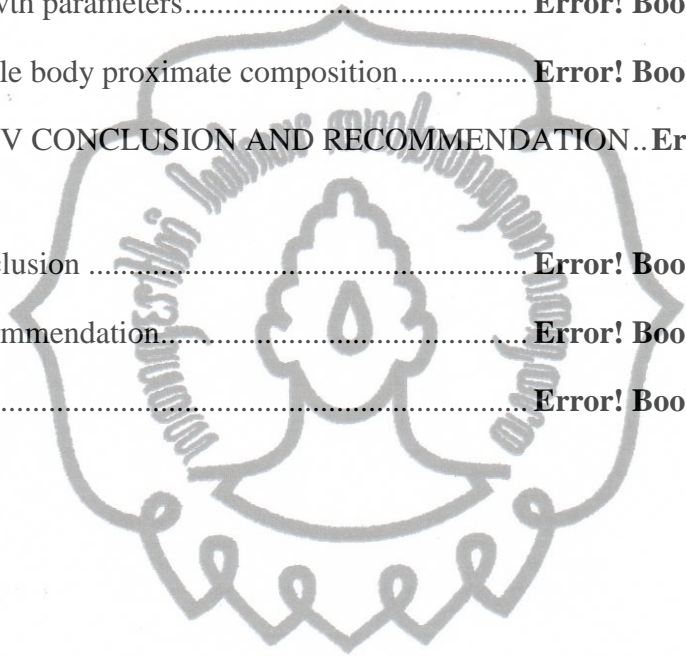 wth parameters.................................... Error! Boo
le body proximate composition................ Error! Boo
V CONCLUSION AND RECOMMENDATION..Er
clusion .............................................. Error! Boo
mmendation....................................... Error! Boo
....................................................... Error! Boo